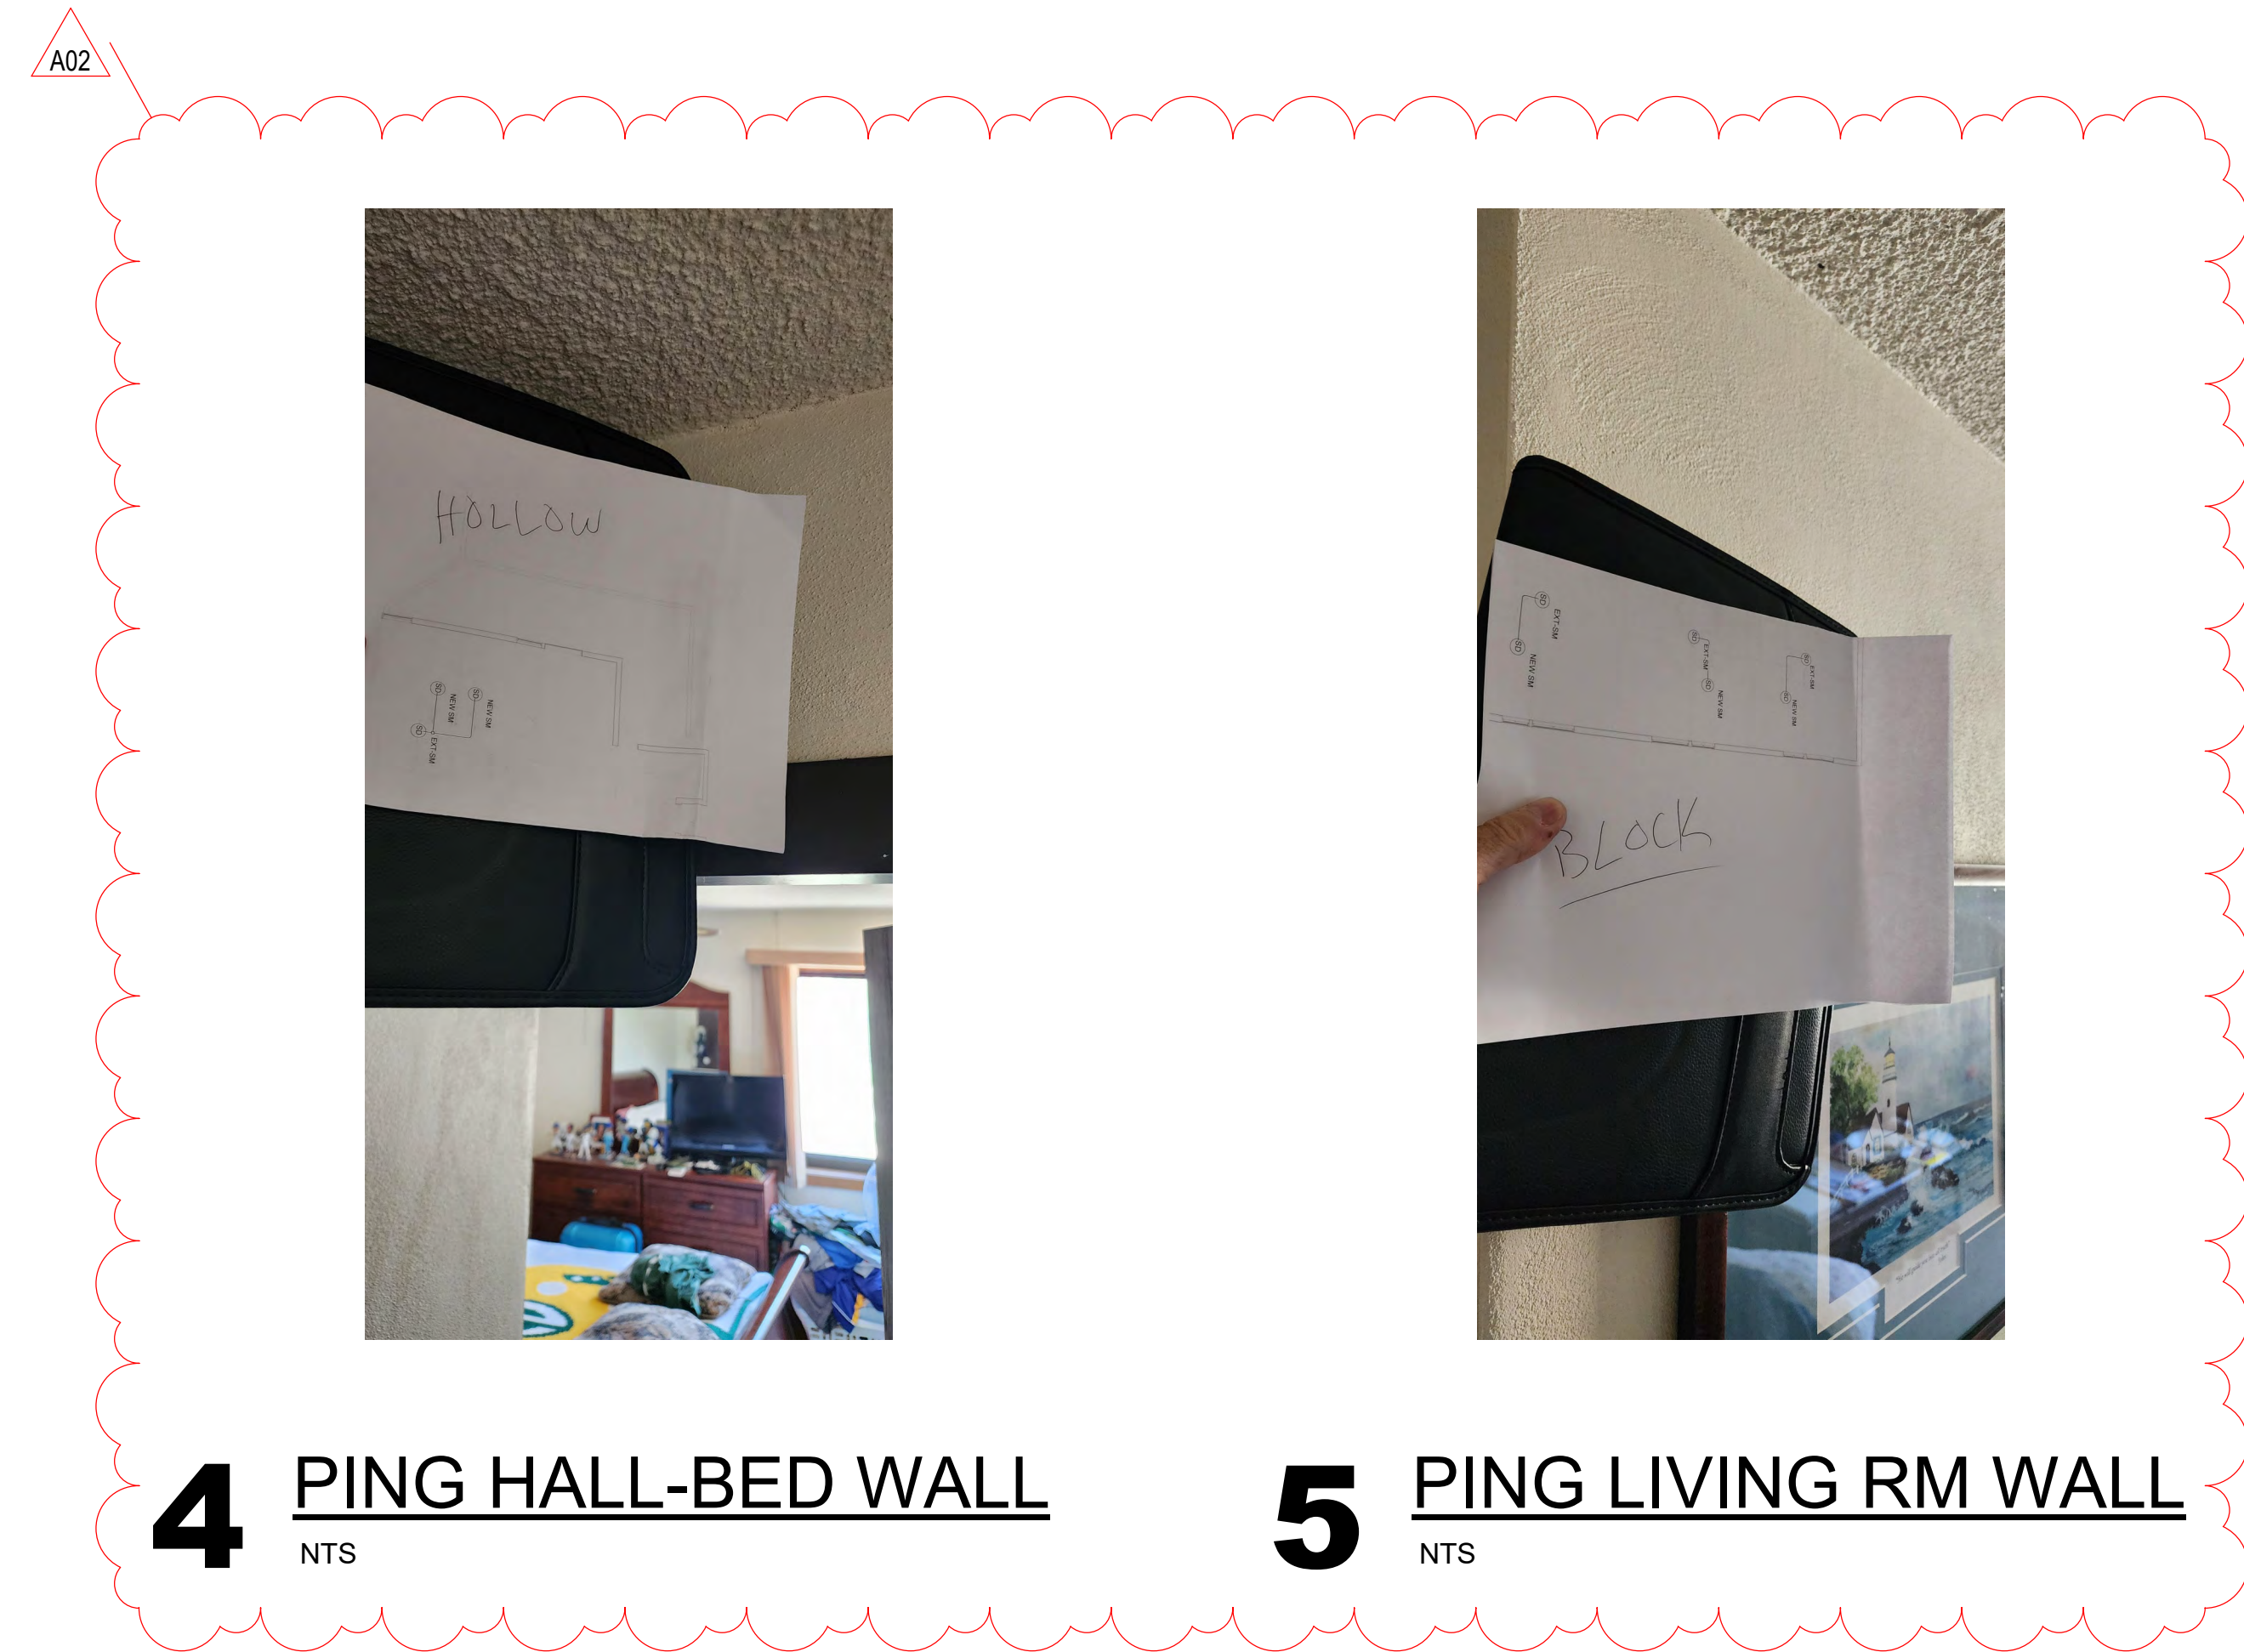 A02
HOLLOW
SD
NEW SM
SD
NEW SM
SD
EXT-SM
SD
EXT-SM
SD
NEW SM
SD
EXT-SM
SD
NEW SM
SD
EXT-SM
SD
NEW SM
BLOCK
4 PING HALL-BED WALL
NTS
5 PING LIVING RM WALL
NTS